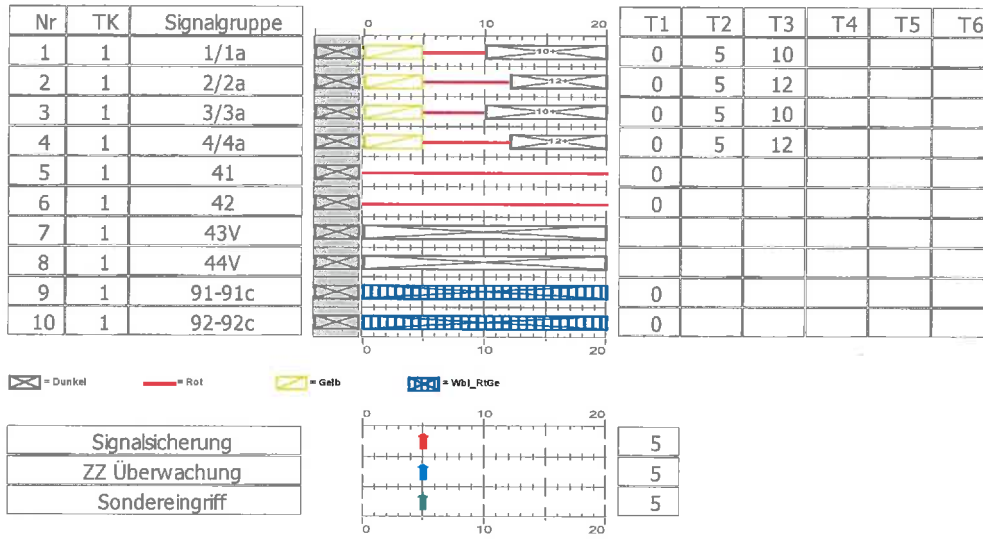 Nr TK Signalgruppe 0 10 20 T1 T2 T3 T4 T5 T6
1 1 1/1a 10+ 0 5 10
2 1 2/2a 12+ 0 5 12
3 1 3/3a 10+ 0 5 10
4 1 4/4a 12+ 0 5 12
5 1 41 0
6 1 42 0
7 1 43V
8 1 44V
9 1 91-91c 0
10 1 92-92c 0
0 10 20
= Dunkel = Rot = Gelb = Wbl_RtGe
0 10 20
Signalsicherung 5
ZZ Überwachung 5
Sondereingriff 5
0 10 20